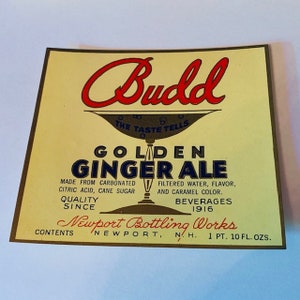 Budd
THE TASTE TELLS
GOLDEN
GINGER ALE
MADE FROM CARBONATED FILTERED WATER, FLAVOR,
CITRIC ACID, CANE SUGAR AND CARAMEL COLOR.
QUALITY BEVERAGES
SINCE 1916
Newport Bottling Works
CONTENTS NEWPORT, N.H. 1 PT. 10 FL. OZS.